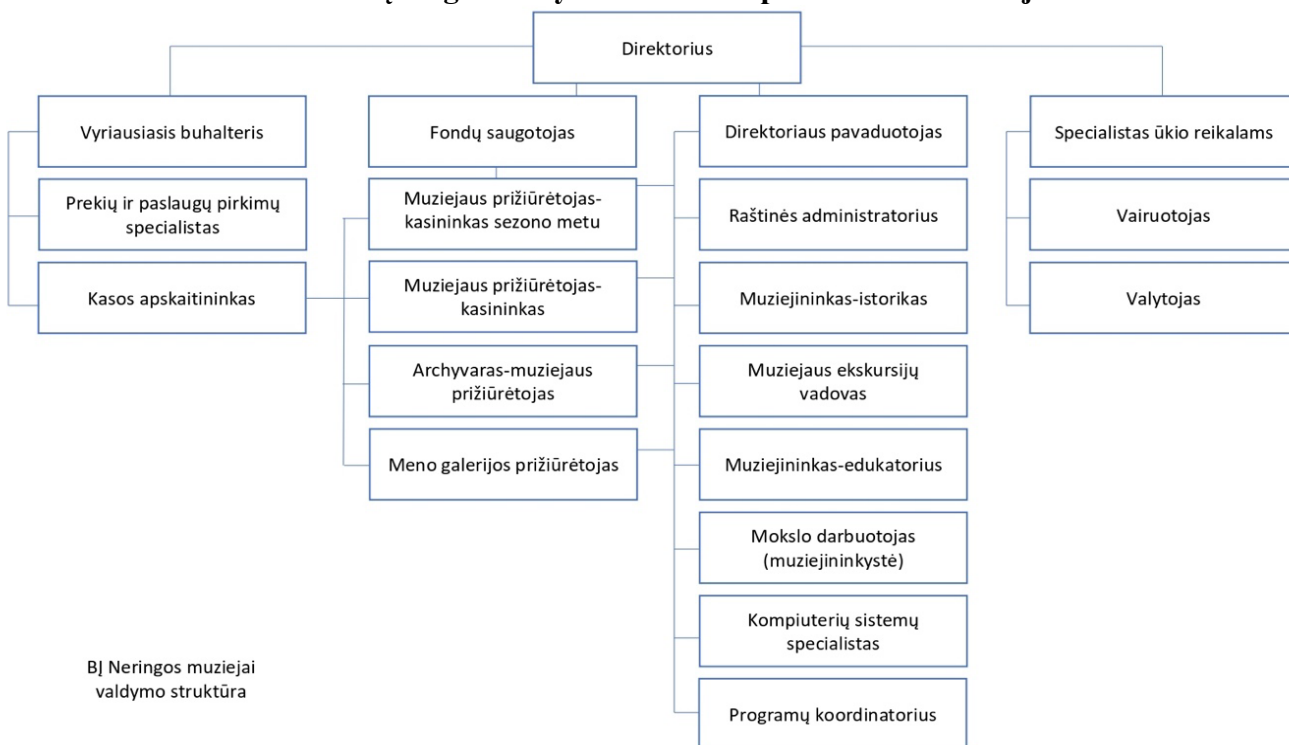 Direktorius
Vyriausiasis buhalteris
Fondų saugotojas
Direktoriaus pavaduotojas
Specialistas ūkio reikalams
Prekių ir paslaugų pirkimų
specialistas
Muziejaus prižiūrėtojas-
kasininkas sezono metu
Raštinės administratorius
Vairuotojas
Kasos apskaitininkas
Muziejaus prižiūrėtojas-
kasininkas
Muziejininkas-istorikas
Valytojas
Archyvaras-muziejaus
prižiūrėtojas
Muziejaus ekskursijų
vadovas
Meno galerijos prižiūrėtojas
Muziejininkas-edukatorius
Mokslo darbuotojas
(muziejininkystė)
Kompiuterių sistemų
specialistas
Programų koordinatorius
BĮ Neringos muziejai
valdymo struktūra